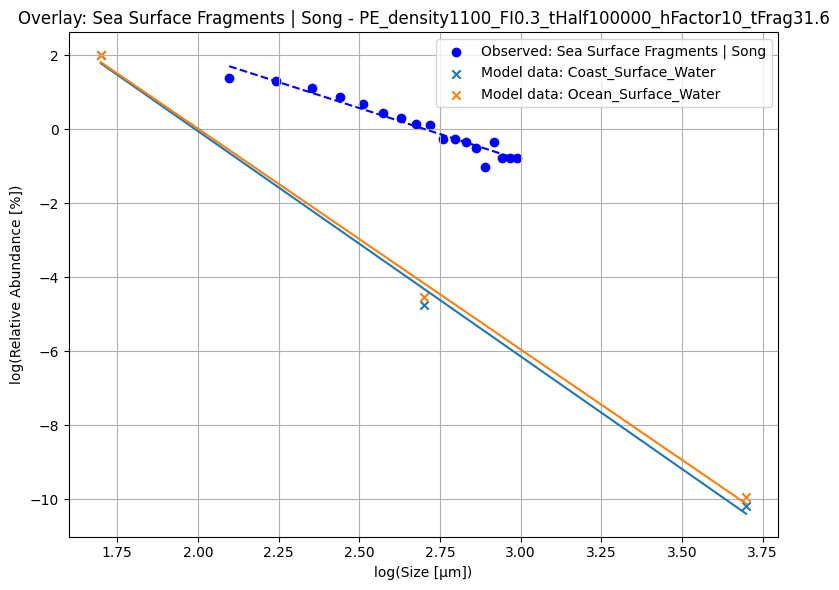 Overlay: Sea Surface Fragments | Song - PE_density1100_FI0.3_tHalf100000_hFactor10_tFrag31.6
Observed: Sea Surface Fragments | Song
Model data: Coast_Surface_Water
Model data: Ocean_Surface_Water
log(Relative Abundance [%])
2
0
−2
−4
−6
−8
−10
1.75 2.00 2.25 2.50 2.75 3.00 3.25 3.50 3.75
log(Size [μm])